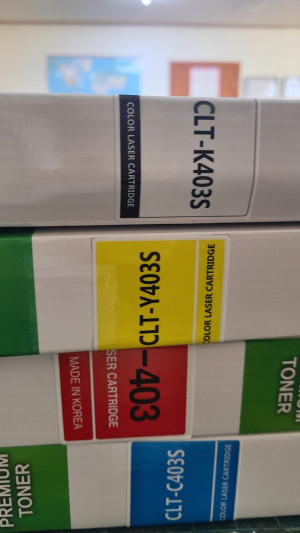 COLOR LASER CARTRIDGE
CLT-K403S
CLT-Y403S
COLOR LASER CARTRIDGE
MADE IN KOREA
SER CARTRIDGE
-403
TONER
CLT-C403S
COLOR LASER CARTRIDGE
PREMIUM
TONER